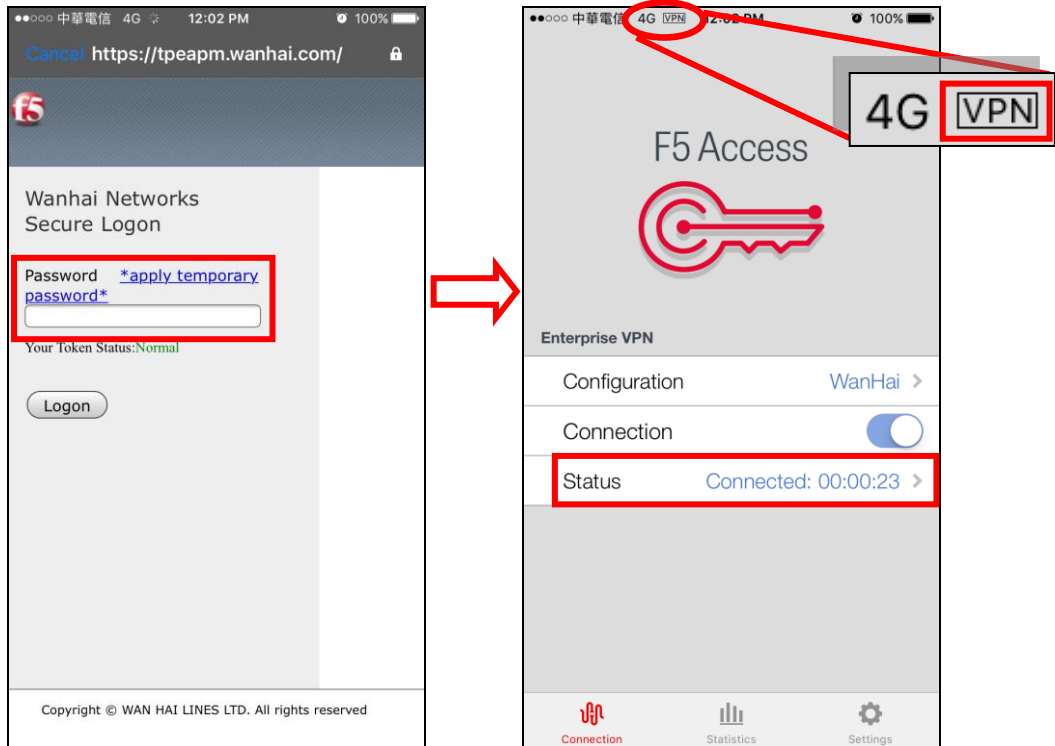 中華電信 4G 12:02 PM 100%
Cancel https://tpeapm.wanhai.com/
f5
Wanhai Networks
Secure Logon
Password *apply temporary
password*
Your Token Status:Normal
Logon
Copyright © WAN HAI LINES LTD. All rights reserved
中華電信 4G VPN 12:02 PM 100%
4G VPN
F5 Access
Enterprise VPN
Configuration WanHai >
Connection
Status Connected: 00:00:23 >
Connection Statistics Settings